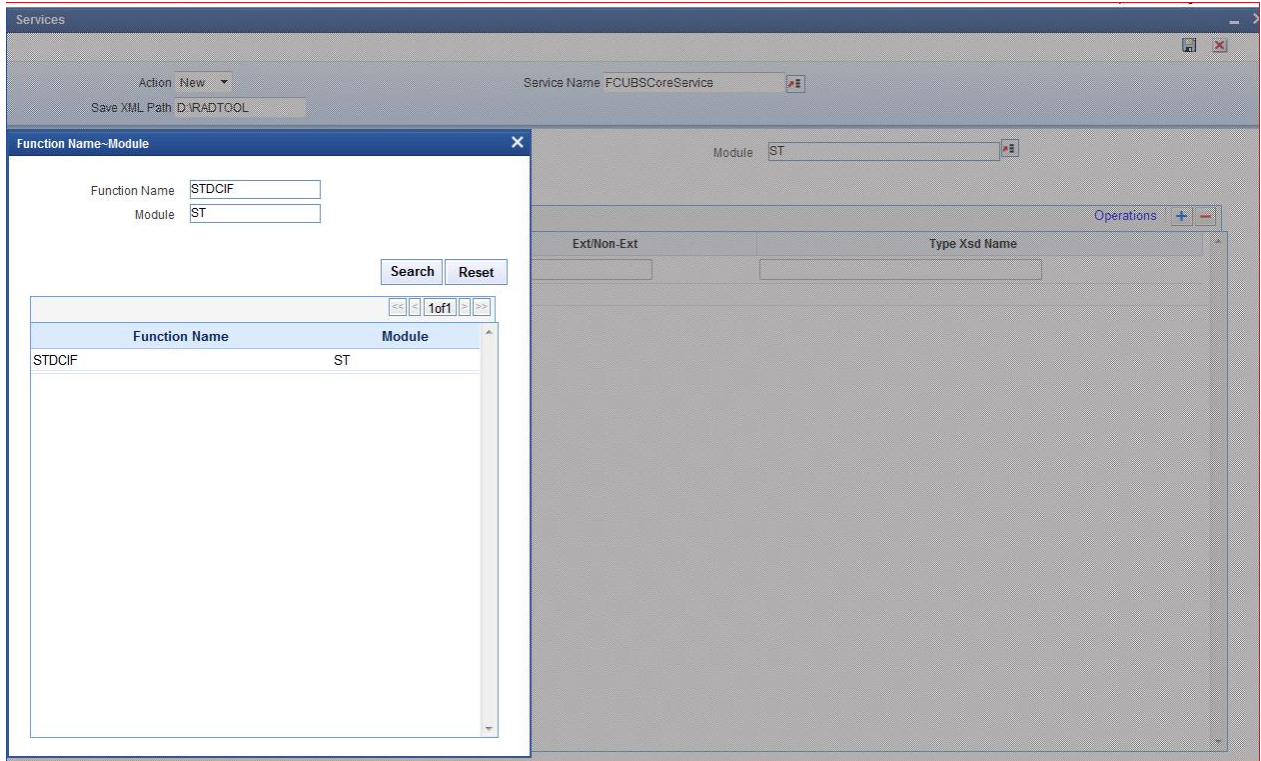 Services
Action New
Service Name FCUBSCoreService
Save XML Path D:\RADTOOL
Function Name~Module
Module ST
Function Name STDCIF
Module ST
Operations
Ext/Non-Ext Type Xsd Name
Search Reset
<< < 1of1 > >>
Function Name Module
STDCIF ST